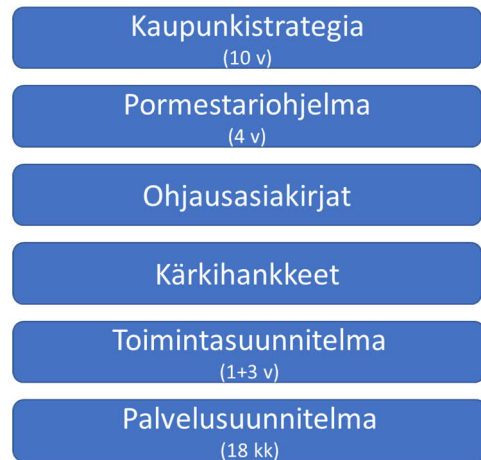 Kaupunkistrategia
(10 v)
Pormestariohjelma
(4 v)
Ohjausasiakirjat
Kärkihankkeet
Toimintasuunnitelma
(1+3 v)
Palvelusuunnitelma
(18 kk)